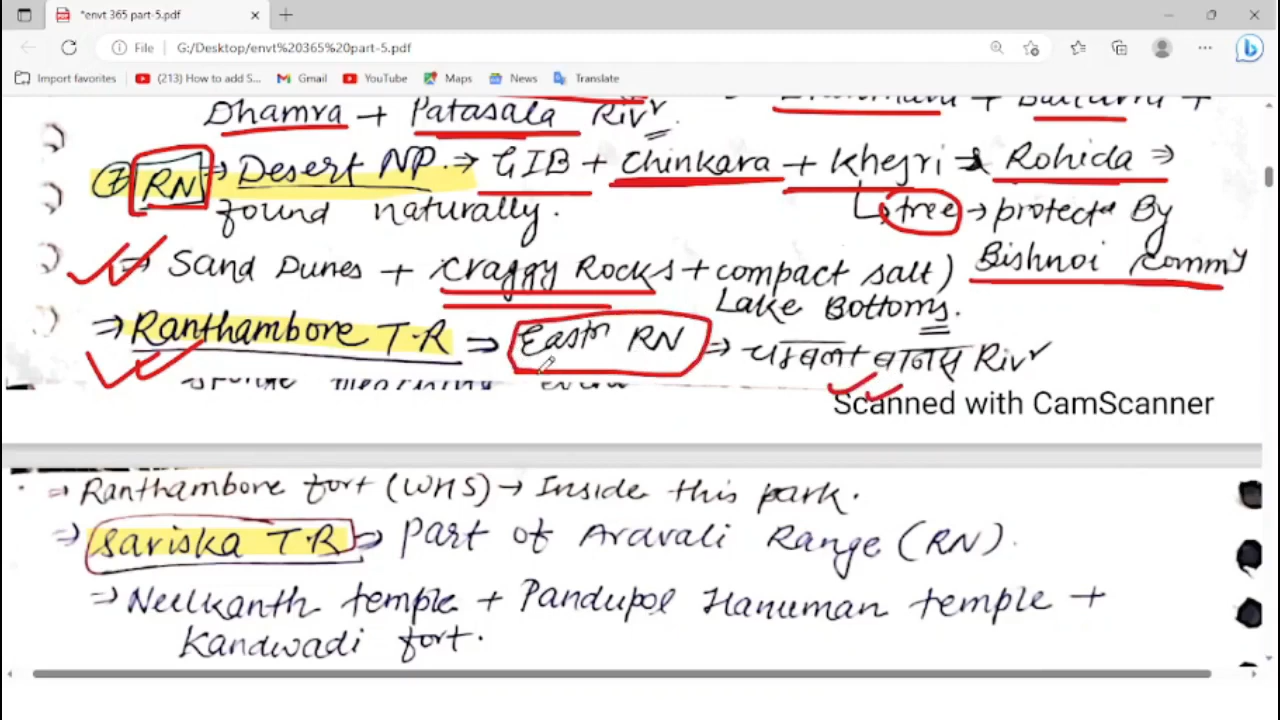 *envt 365 part-5.pdf
File G:/Desktop/envt%20365%20part-5.pdf
Import favorites (213) How to add S... Gmail YouTube Maps News Translate
Dhamra + Patasala Rivr
⑦ RN → Desert NP. → GIB + Chinkara + Khejri → Rohida ⇒
found naturally. ↳ tree → protectd By
⇒ Sand Dunes + craggy Rocks + compact salt) Bishnoi Commy
Lake Bottoms.
⇒ Ranthambore T.R ⇒ Eastn RN ⇒ चम्बल बनास Rivr
Scanned with CamScanner
⇒ Ranthambore fort (WHS) → Inside this park.
⇒ Sariska T.R ⇒ Part of Aravali Range (RN).
⇒ Neelkanth temple + Pandupol Hanuman temple +
Kandwadi fort.